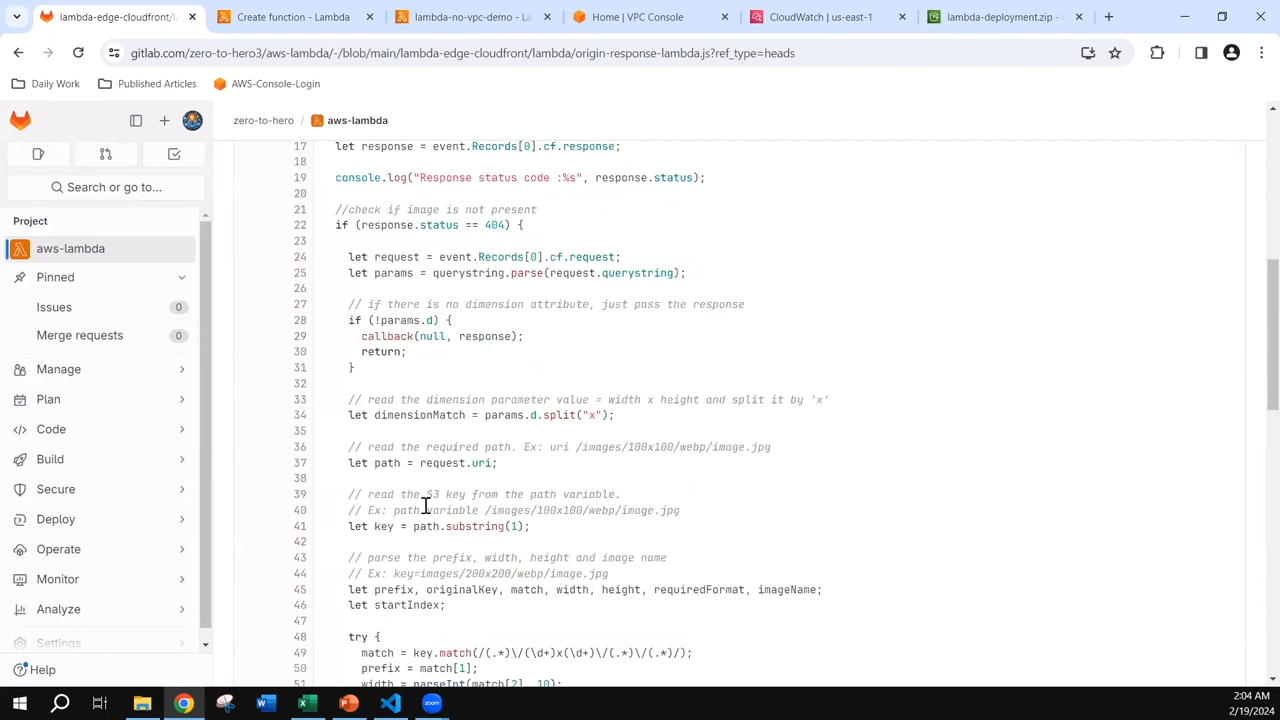 lambda-edge-cloudfront/lambda/
Create function - Lambda
lambda-no-vpc-demo - La
Home | VPC Console
CloudWatch | us-east-1
lambda-deployment.zip -
gitlab.com/zero-to-hero3/aws-lambda/-/blob/main/lambda-edge-cloudfront/lambda/origin-response-lambda.js?ref_type=heads
Daily Work
Published Articles
AWS-Console-Login
zero-to-hero / aws-lambda
Search or go to...
Project
aws-lambda
Pinned
Issues 0
Merge requests 0
Manage
Plan
Code
Build
Secure
Deploy
Operate
Monitor
Analyze
Settings
Help
17 let response = event.Records[0].cf.response;
18
19 console.log("Response status code :%s", response.status);
20
21 //check if image is not present
22 if (response.status == 404) {
23
24 let request = event.Records[0].cf.request;
25 let params = querystring.parse(request.querystring);
26
27 // if there is no dimension attribute, just pass the response
28 if (!params.d) {
29 callback(null, response);
30 return;
31 }
32
33 // read the dimension parameter value = width x height and split it by 'x'
34 let dimensionMatch = params.d.split("x");
35
36 // read the required path. Ex: uri /images/100x100/webp/image.jpg
37 let path = request.uri;
38
39 // read the S3 key from the path variable.
40 // Ex: path variable /images/100x100/webp/image.jpg
41 let key = path.substring(1);
42
43 // parse the prefix, width, height and image name
44 // Ex: key=images/200x200/webp/image.jpg
45 let prefix, originalKey, match, width, height, requiredFormat, imageName;
46 let startIndex;
47
48 try {
49 match = key.match(/(.*)\/(\d+)x(\d+)\/(.*)\/(.*)/);
50 prefix = match[1];
51 width = parseInt(match[2], 10);
2:04 AM
2/19/2024